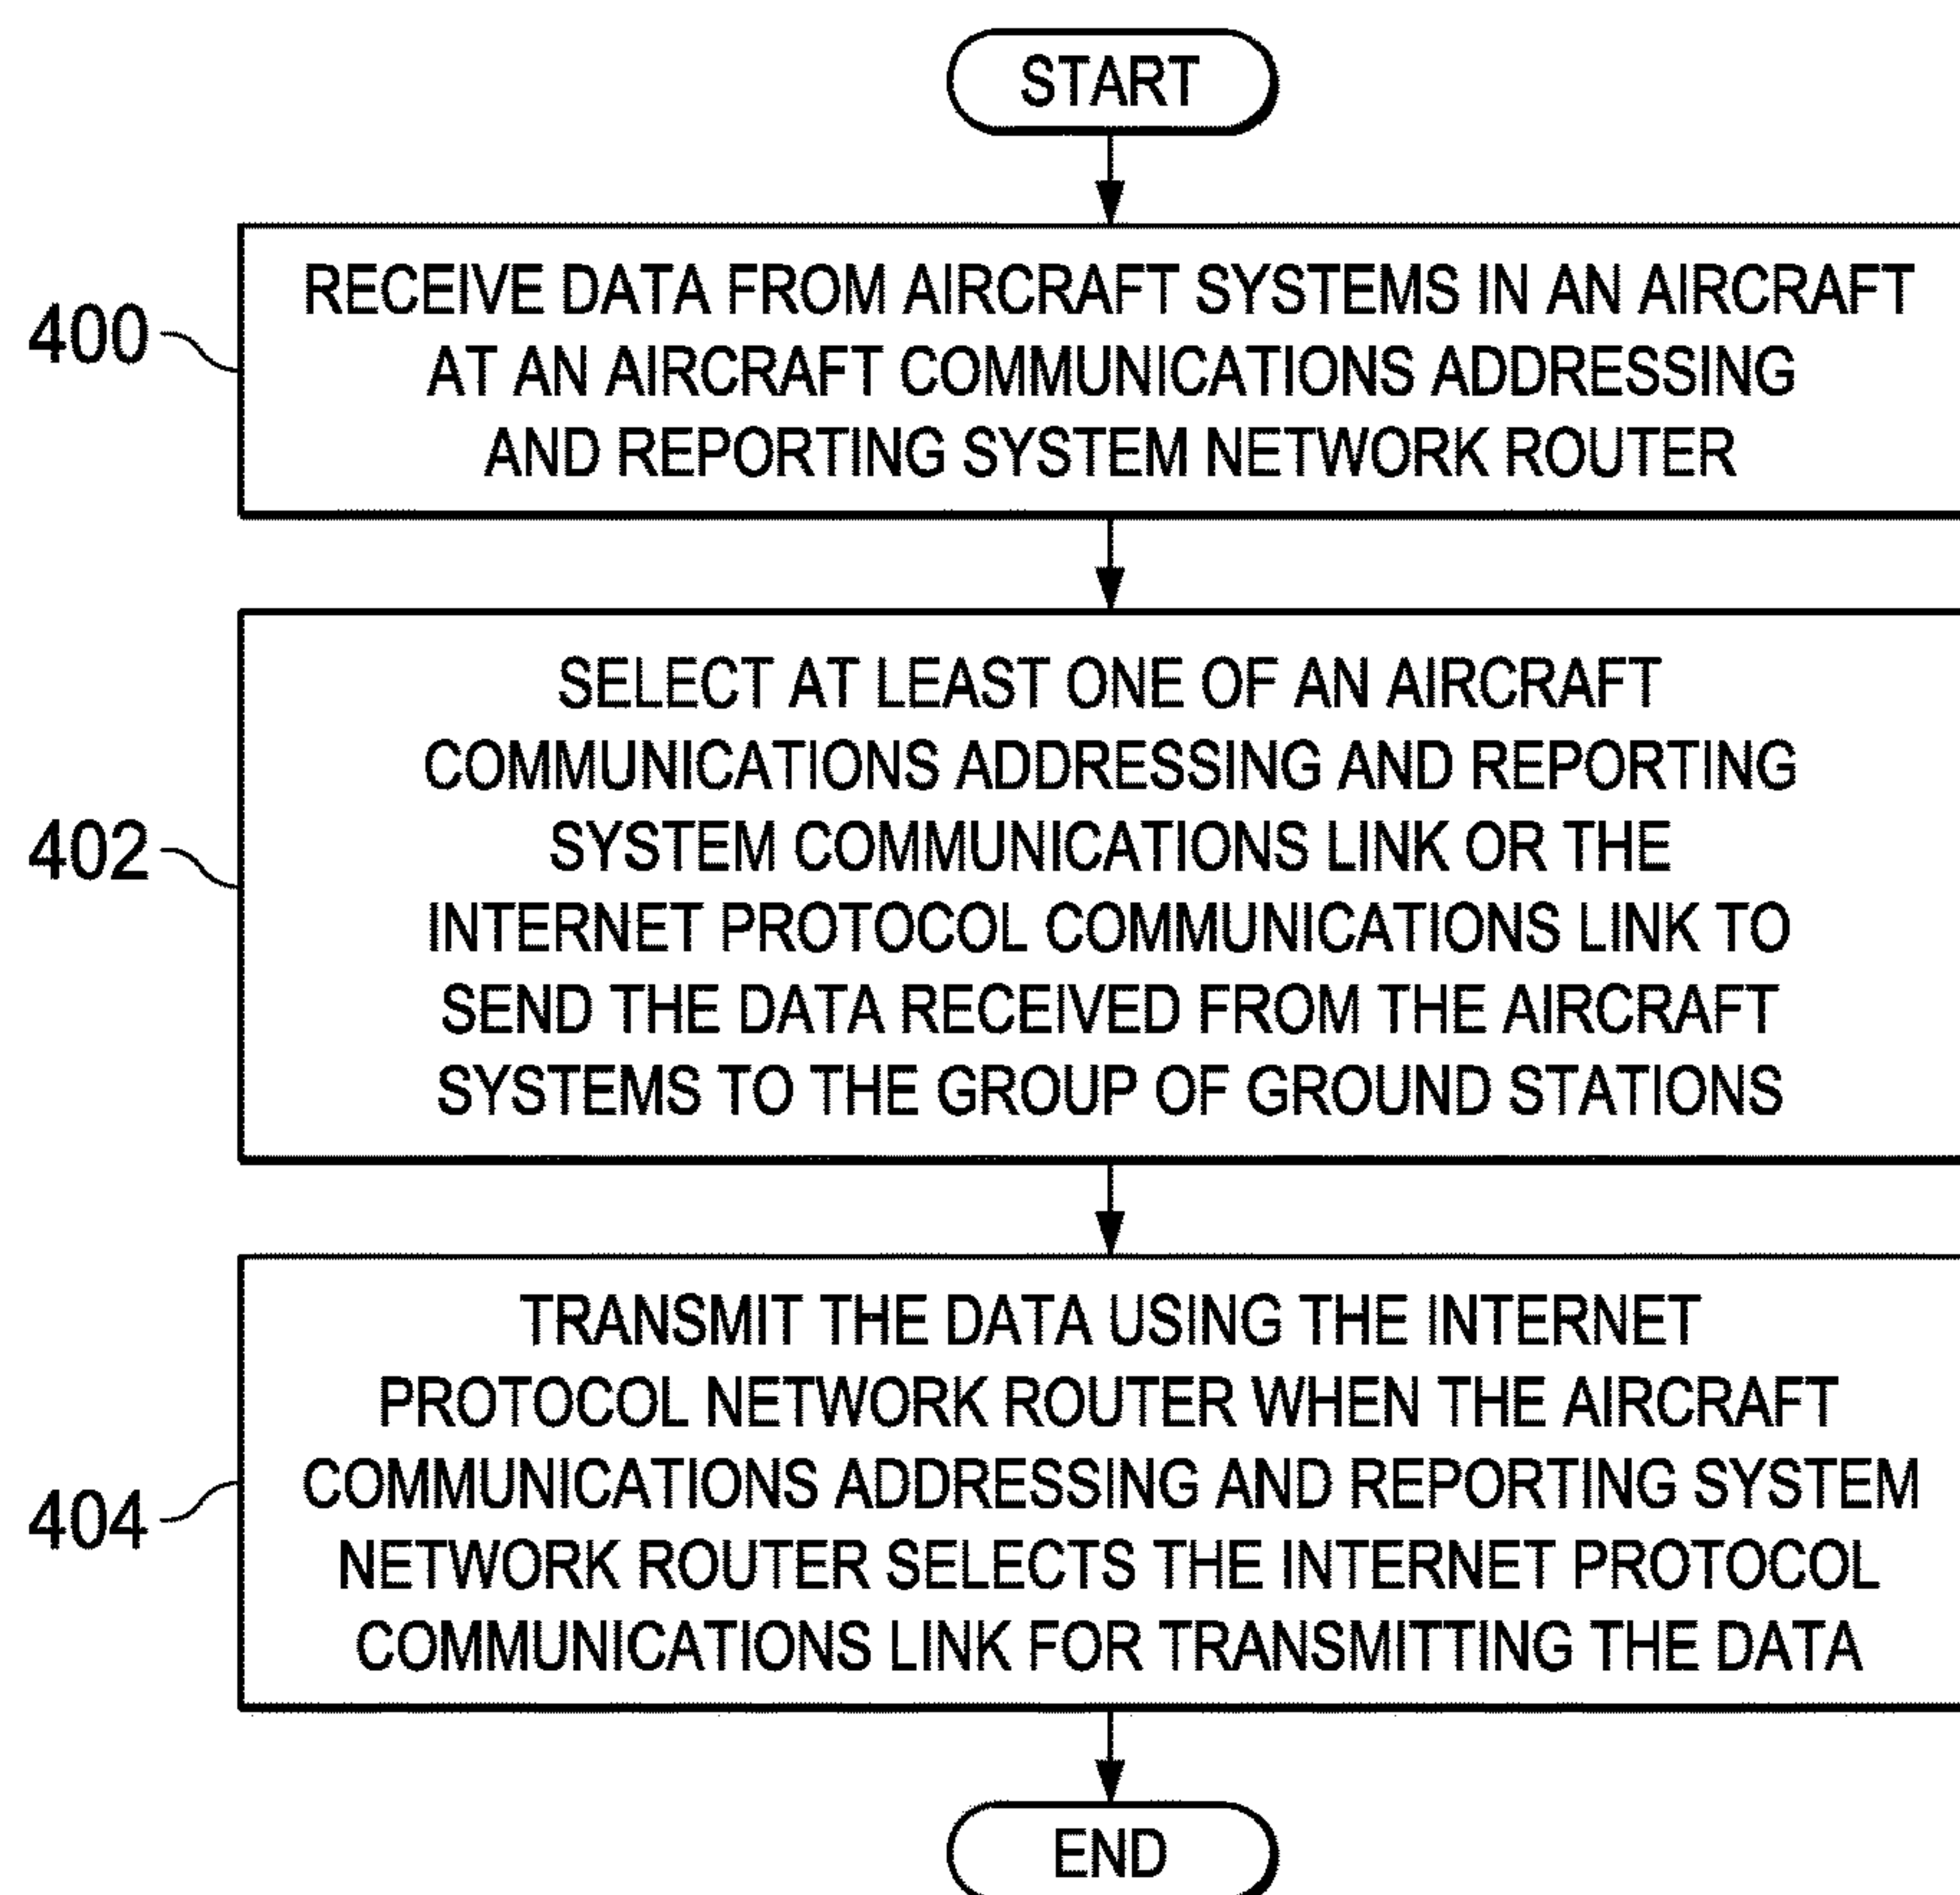 START
400
RECEIVE DATA FROM AIRCRAFT SYSTEMS IN AN AIRCRAFT
AT AN AIRCRAFT COMMUNICATIONS ADDRESSING
AND REPORTING SYSTEM NETWORK ROUTER
402
SELECT AT LEAST ONE OF AN AIRCRAFT
COMMUNICATIONS ADDRESSING AND REPORTING
SYSTEM COMMUNICATIONS LINK OR THE
INTERNET PROTOCOL COMMUNICATIONS LINK TO
SEND THE DATA RECEIVED FROM THE AIRCRAFT
SYSTEMS TO THE GROUP OF GROUND STATIONS
404
TRANSMIT THE DATA USING THE INTERNET
PROTOCOL NETWORK ROUTER WHEN THE AIRCRAFT
COMMUNICATIONS ADDRESSING AND REPORTING SYSTEM
NETWORK ROUTER SELECTS THE INTERNET PROTOCOL
COMMUNICATIONS LINK FOR TRANSMITTING THE DATA
END